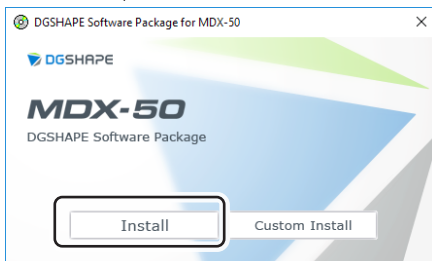 DGSHAPE Software Package for MDX-50
DGSHAPE
MDX-50
DGSHAPE Software Package
Install
Custom Install